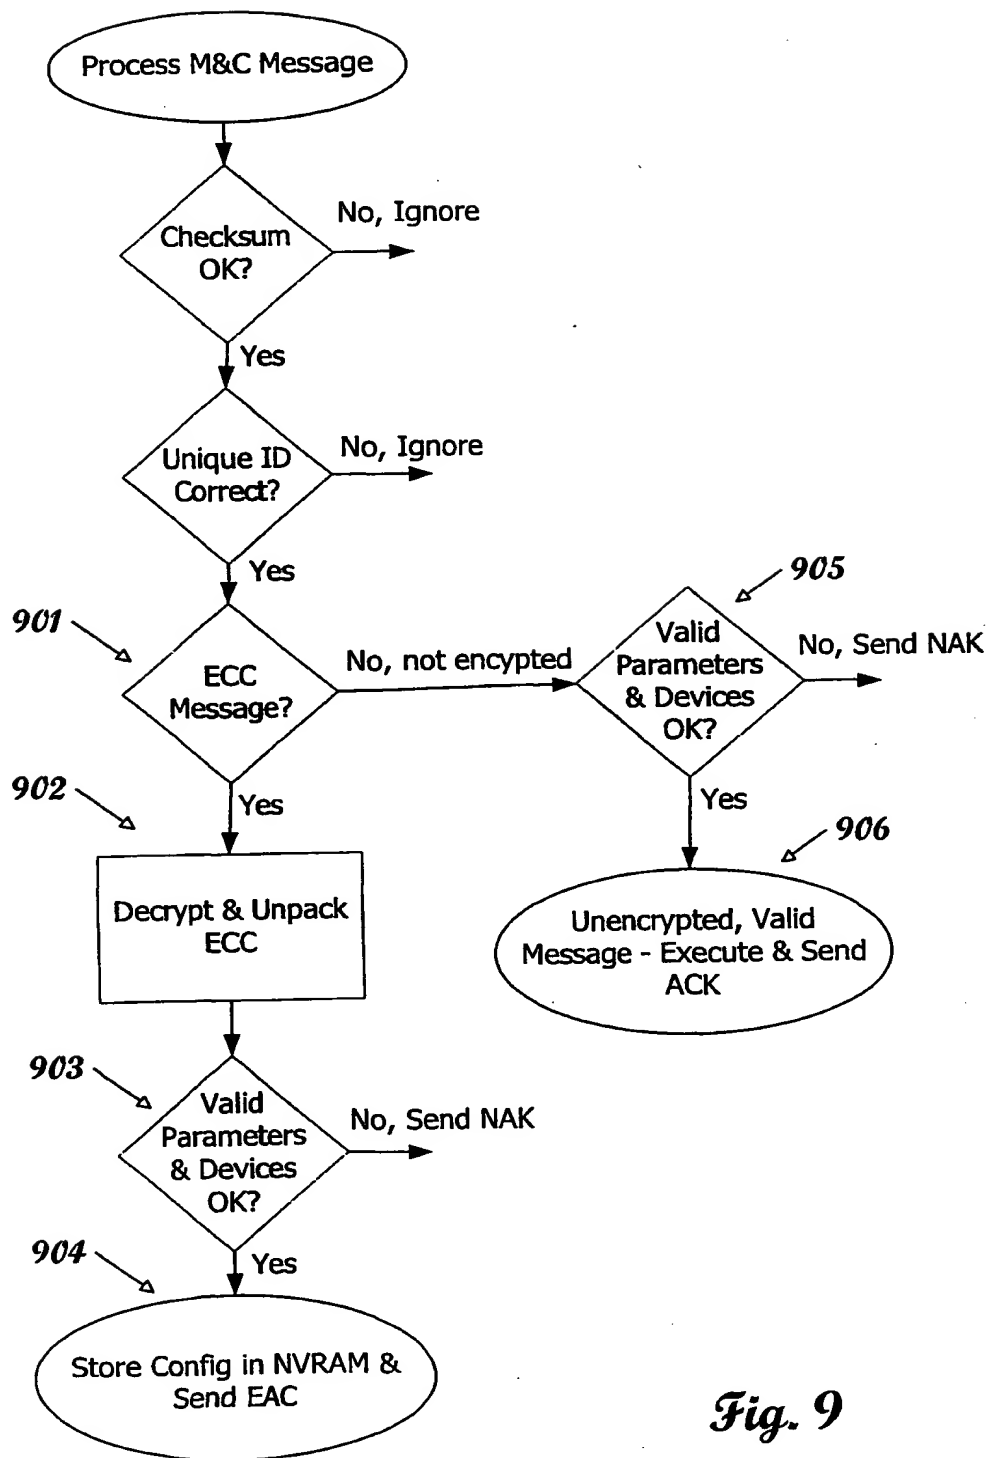 Process M&C Message
Checksum
OK?
No, Ignore
Yes
Unique ID
Correct?
No, Ignore
Yes
901
ECC
Message?
No, not encypted
905
Valid
Parameters
& Devices
OK?
No, Send NAK
Yes
906
Unencrypted, Valid
Message - Execute & Send
ACK
902
Yes
Decrypt & Unpack
ECC
903
Valid
Parameters
& Devices
OK?
No, Send NAK
904
Yes
Store Config in NVRAM &
Send EAC
Fig. 9